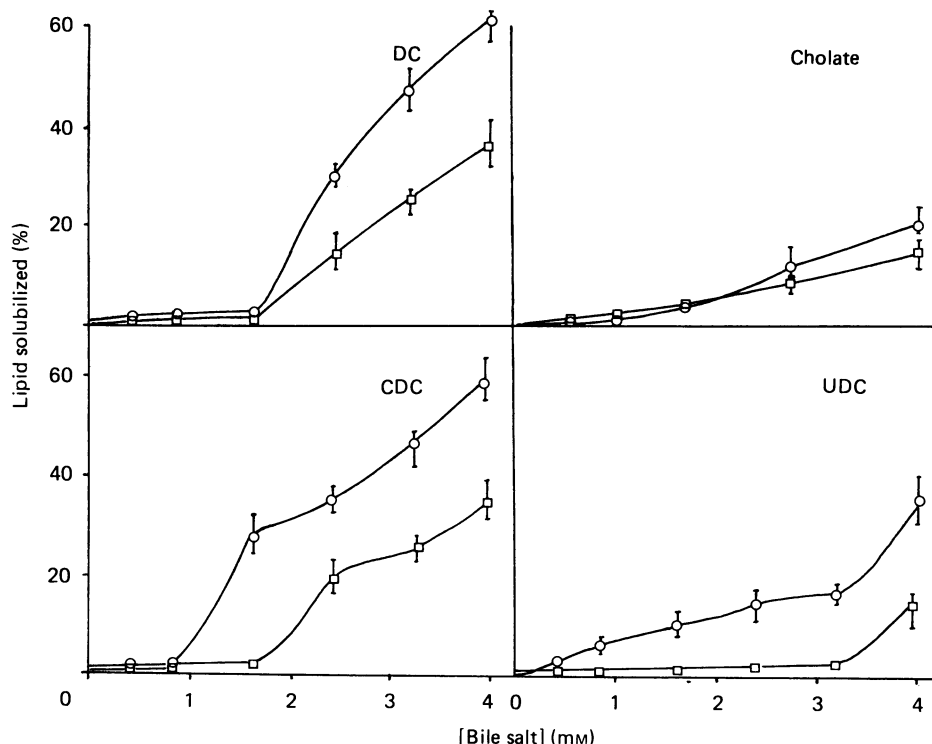 60
40
20
DC
Cholate
Lipid solubilized (%)
60
40
20
CDC
UDC
0 1 2 3 4 0 1 2 3 4
[Bile salt] (mM)